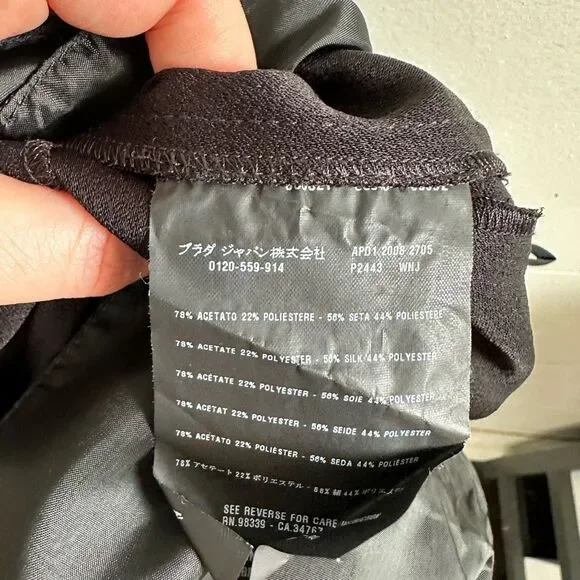 プラダ ジャパン株式会社 APD1 2008 2705
0120-559-914 P2443 WHJ
78% ACETATO 22% POLIESTERE - 56% SETA 44% POLIESTERE
78% ACETATE 22% POLYESTER - 56% SILK 44% POLYESTER
78% ACÉTATE 22% POLYESTER - 56% SOIE 44% POLYESTER
78% ACETAT 22% POLYESTER - 56% SEIDE 44% POLYESTER
78% ACETATO 22% POLIÉSTER - 56% SEDA 44% POLIÉSTER
78% アセテート 22% ポリエステル - 56% 絹 44% ポリエステル
SEE REVERSE FOR CARE
RN.98339 - CA.34767